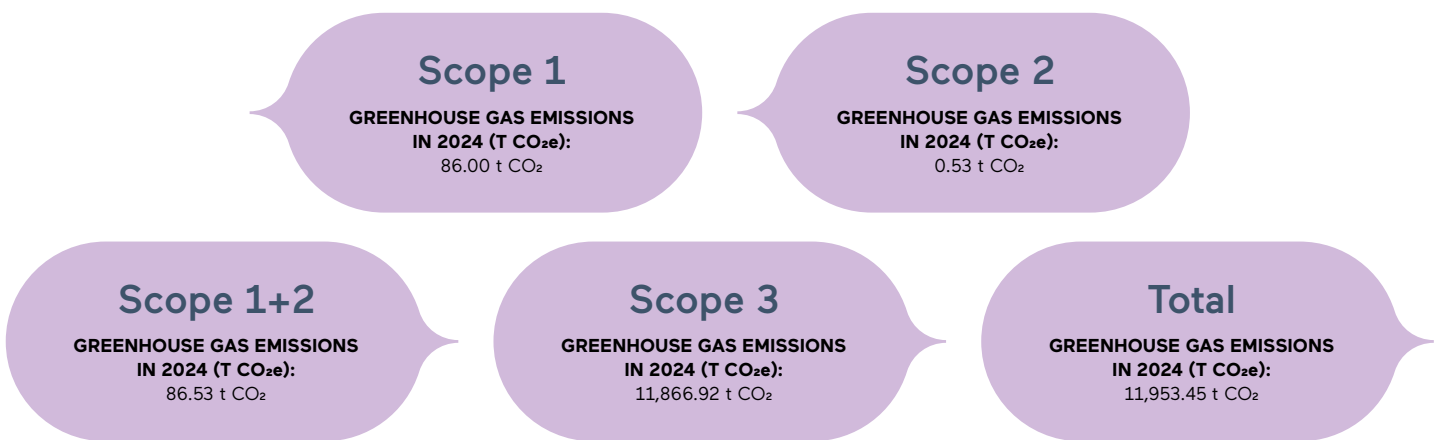 Scope 1
GREENHOUSE GAS EMISSIONS
IN 2024 (T CO₂e):
86.00 t CO₂
Scope 2
GREENHOUSE GAS EMISSIONS
IN 2024 (T CO₂e):
0.53 t CO₂
Scope 1+2
GREENHOUSE GAS EMISSIONS
IN 2024 (T CO₂e):
86.53 t CO₂
Scope 3
GREENHOUSE GAS EMISSIONS
IN 2024 (T CO₂e):
11,866.92 t CO₂
Total
GREENHOUSE GAS EMISSIONS
IN 2024 (T CO₂e):
11,953.45 t CO₂